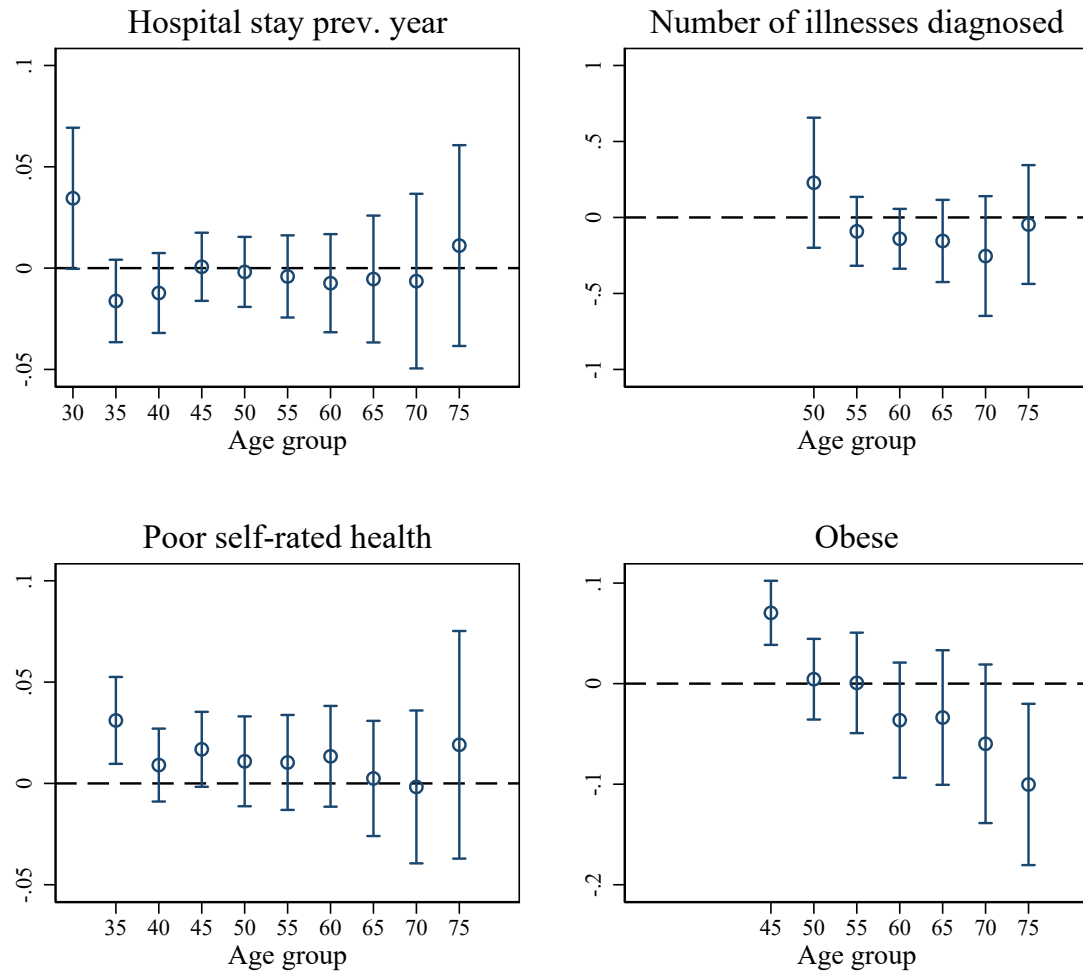 Hospital stay prev. year
.1
.05
0
-.05
30 35 40 45 50 55 60 65 70 75
Age group
Number of illnesses diagnosed
1
.5
0
-.5
-1
50 55 60 65 70 75
Age group
Poor self-rated health
.1
.05
0
-.05
35 40 45 50 55 60 65 70 75
Age group
Obese
.1
0
-.1
-.2
45 50 55 60 65 70 75
Age group